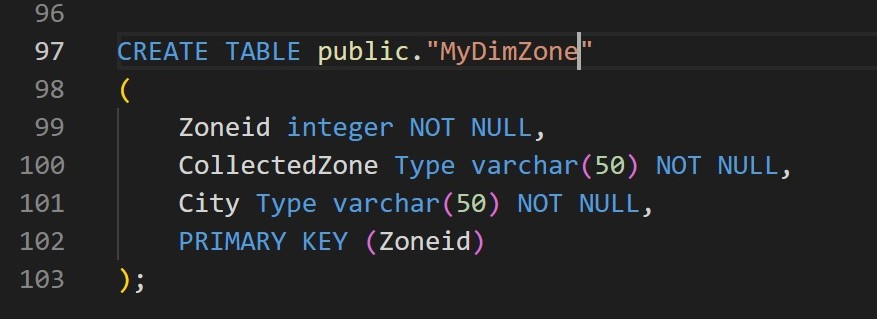 96
97 CREATE TABLE public."MyDimZone"
98 (
99 Zoneid integer NOT NULL,
100 CollectedZone Type varchar(50) NOT NULL,
101 City Type varchar(50) NOT NULL,
102 PRIMARY KEY (Zoneid)
103 );